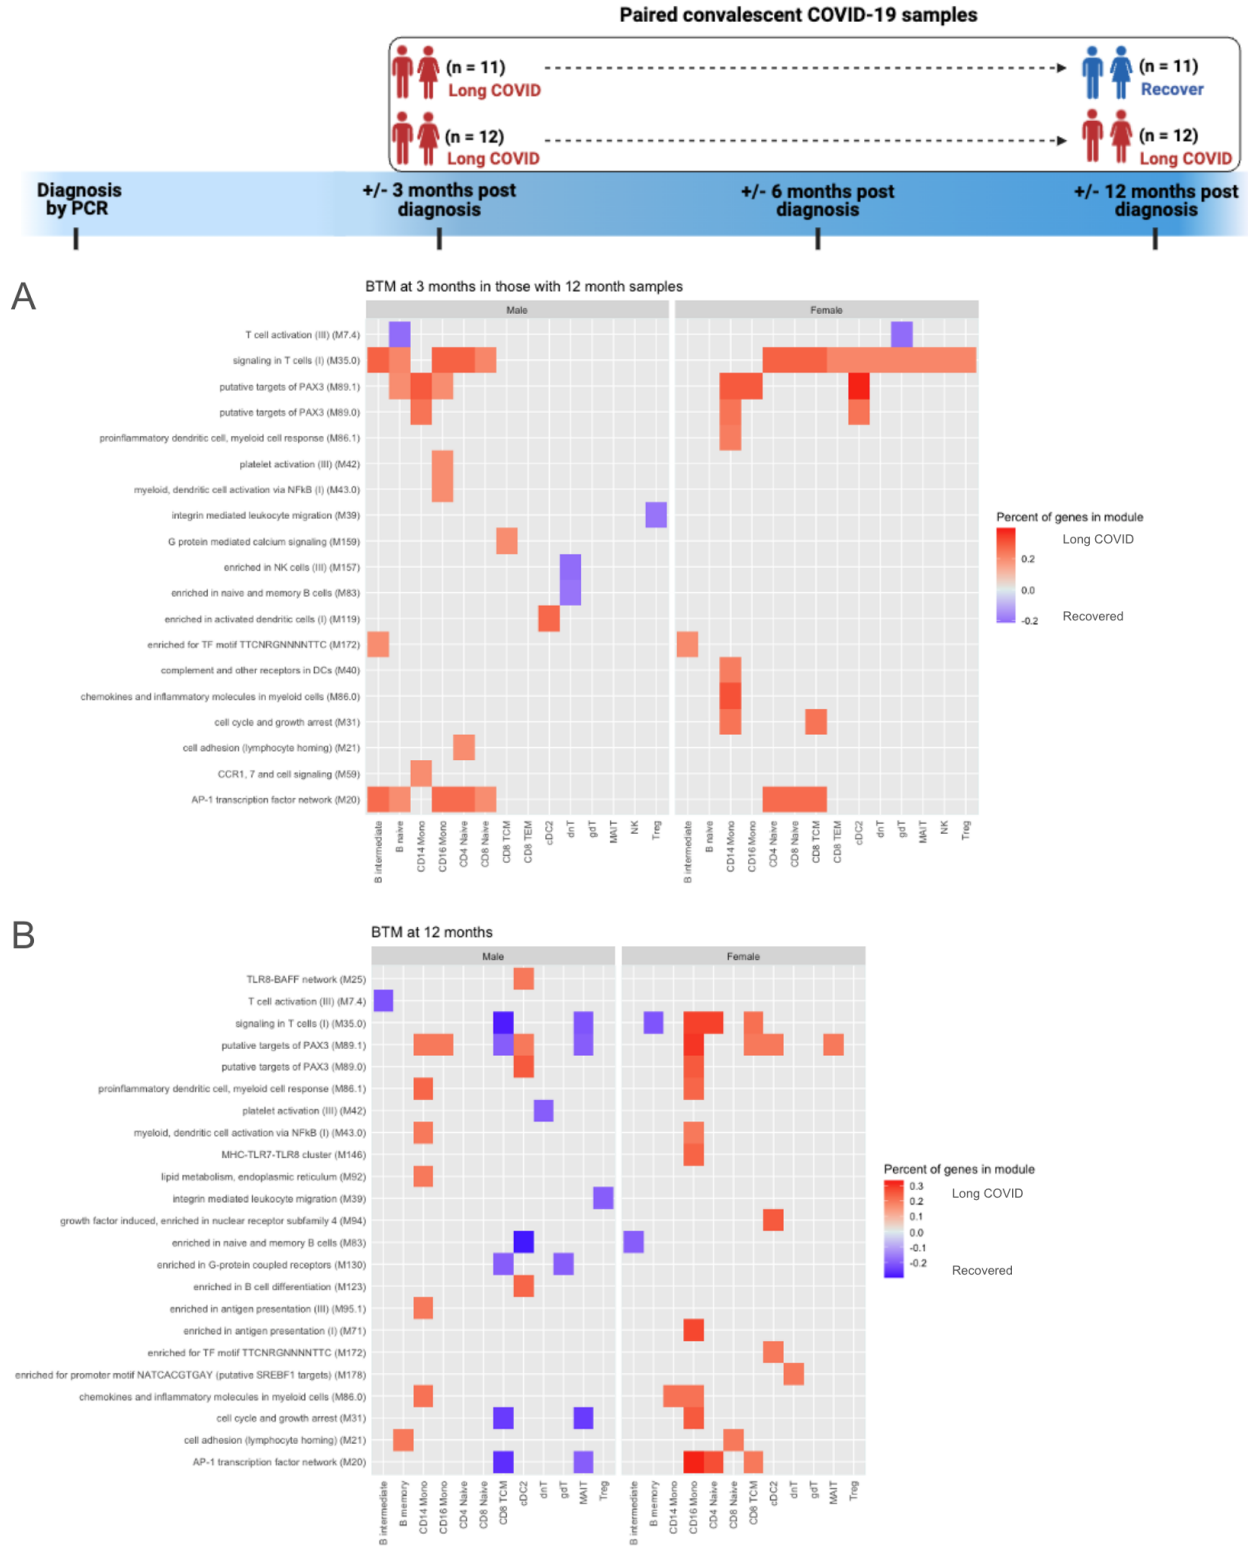 Paired convalescent COVID-19 samples
(n = 11)
Long COVID
(n = 11)
Recover
(n = 12)
Long COVID
(n = 12)
Long COVID
Diagnosis
by PCR
+/- 3 months post
diagnosis
+/- 6 months post
diagnosis
+/- 12 months post
diagnosis
A
BTM at 3 months in those with 12 month samples
Male
Female
T cell activation (III) (M7.4)
signaling in T cells (I) (M35.0)
putative targets of PAX3 (M89.1)
putative targets of PAX3 (M89.0)
proinflammatory dendritic cell, myeloid cell response (M86.1)
platelet activation (III) (M42)
myeloid, dendritic cell activation via NFkB (I) (M43.0)
integrin mediated leukocyte migration (M39)
G protein mediated calcium signaling (M159)
enriched in NK cells (III) (M157)
enriched in naive and memory B cells (M83)
enriched in activated dendritic cells (I) (M119)
enriched for TF motif TTCNRGNNNNTTC (M172)
complement and other receptors in DCs (M40)
chemokines and inflammatory molecules in myeloid cells (M86.0)
cell cycle and growth arrest (M31)
cell adhesion (lymphocyte homing) (M21)
CCR1, 7 and cell signaling (M59)
AP-1 transcription factor network (M20)
B intermediate
B naive
CD14 Mono
CD16 Mono
CD4 Naive
CD8 Naive
CD8 TCM
CD8 TEM
cDC2
dnT
gdT
MAIT
NK
Treg
B intermediate
B naive
CD14 Mono
CD16 Mono
CD4 Naive
CD8 Naive
CD8 TCM
CD8 TEM
cDC2
dnT
gdT
MAIT
NK
Treg
Percent of genes in module
0.2
0.0
-0.2
Long COVID
Recovered
B
BTM at 12 months
Male
Female
TLR8-BAFF network (M25)
T cell activation (III) (M7.4)
signaling in T cells (I) (M35.0)
putative targets of PAX3 (M89.1)
putative targets of PAX3 (M89.0)
proinflammatory dendritic cell, myeloid cell response (M86.1)
platelet activation (III) (M42)
myeloid, dendritic cell activation via NFkB (I) (M43.0)
MHC-TLR7-TLR8 cluster (M146)
lipid metabolism, endoplasmic reticulum (M92)
integrin mediated leukocyte migration (M39)
growth factor induced, enriched in nuclear receptor subfamily 4 (M94)
enriched in naive and memory B cells (M83)
enriched in G-protein coupled receptors (M130)
enriched in B cell differentiation (M123)
enriched in antigen presentation (III) (M95.1)
enriched in antigen presentation (I) (M71)
enriched for TF motif TTCNRGNNNNTTC (M172)
enriched for promoter motif NATCACGTGAY (putative SREBF1 targets) (M178)
chemokines and inflammatory molecules in myeloid cells (M86.0)
cell cycle and growth arrest (M31)
cell adhesion (lymphocyte homing) (M21)
AP-1 transcription factor network (M20)
B intermediate
B memory
CD14 Mono
CD16 Mono
CD4 Naive
CD8 Naive
CD8 TCM
cDC2
dnT
gdT
MAIT
Treg
B intermediate
B memory
CD14 Mono
CD16 Mono
CD4 Naive
CD8 Naive
CD8 TCM
cDC2
dnT
gdT
MAIT
Treg
Percent of genes in module
0.3
0.2
0.1
0.0
-0.1
-0.2
Long COVID
Recovered